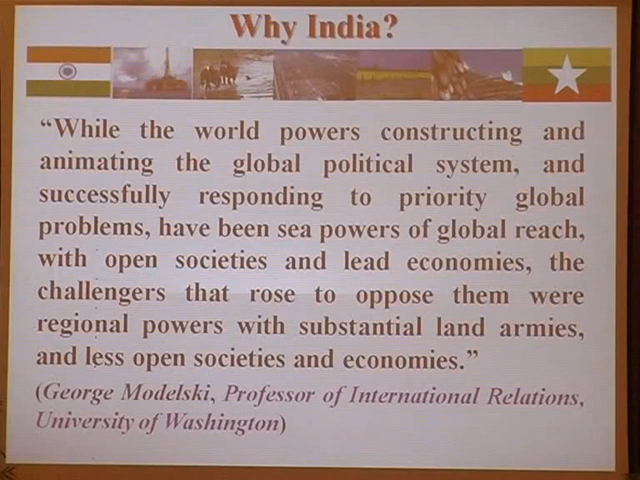 Why India?
“While the world powers constructing and
animating the global political system, and
successfully responding to priority global
problems, have been sea powers of global reach,
with open societies and lead economies, the
challengers that rose to oppose them were
regional powers with substantial land armies,
and less open societies and economies.”
(George Modelski, Professor of International Relations,
University of Washington)